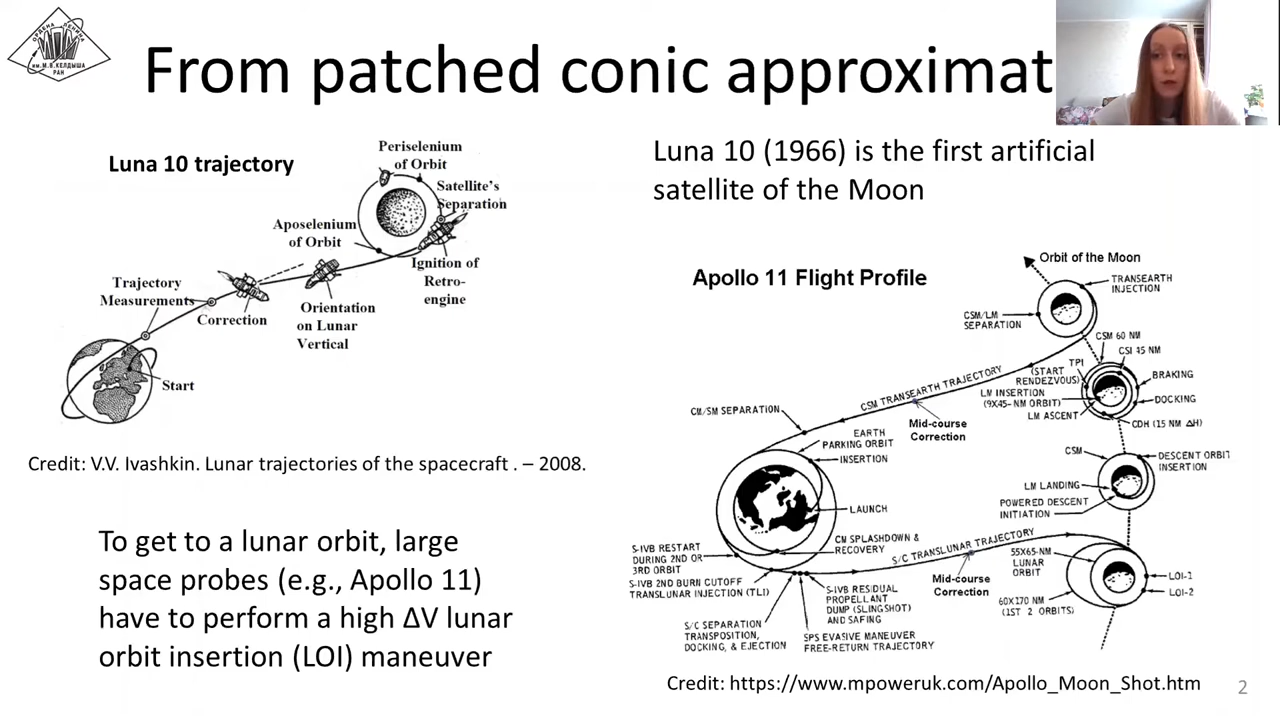 ОРДЕНА ЛЕНИНА
им. М.В. КЕЛДЫША
РАН
From patched conic approximat
Luna 10 trajectory
Periselenium
of Orbit
Satellite's
Separation
Aposelenium
of Orbit
Ignition of
Retro-
engine
Trajectory
Measurements
Correction
Orientation
on Lunar
Vertical
Start
Credit: V.V. Ivashkin. Lunar trajectories of the spacecraft . – 2008.
To get to a lunar orbit, large
space probes (e.g., Apollo 11)
have to perform a high ΔV lunar
orbit insertion (LOI) maneuver
Luna 10 (1966) is the first artificial
satellite of the Moon
Apollo 11 Flight Profile
Orbit of the Moon
TRANSEARTH
INJECTION
CSM/LM
SEPARATION
CSM 60 NM
CSI 45 NM
TPI
(START
RENDEZVOUS)
BRAKING
LM INSERTION
(9X45-NM ORBIT)
DOCKING
LM ASCENT
CDH (15 NM ΔH)
CSM TRANSEARTH TRAJECTORY
Mid-course
Correction
CM/SM SEPARATION
EARTH
PARKING ORBIT
INSERTION
CSM
DESCENT ORBIT
INSERTION
LM LANDING
POWERED DESCENT
INITIATION
LAUNCH
CM SPLASHDOWN &
RECOVERY
S/C TRANSLUNAR TRAJECTORY
S-IVB RESTART
DURING 2ND OR
3RD ORBIT
55X65-NM
LUNAR
ORBIT
LOI-1
LOI-2
S-IVB 2ND BURN CUTOFF
TRANSLUNAR INJECTION (TLI)
S-IVB RESIDUAL
PROPELLANT
DUMP (SLINGSHOT)
AND SAFING
Mid-course
Correction
60X170 NM
(1ST 2 ORBITS)
S/C SEPARATION
TRANSPOSITION,
DOCKING, & EJECTION
SPS EVASIVE MANEUVER
FREE-RETURN TRAJECTORY
Credit: https://www.mpoweruk.com/Apollo_Moon_Shot.htm
2